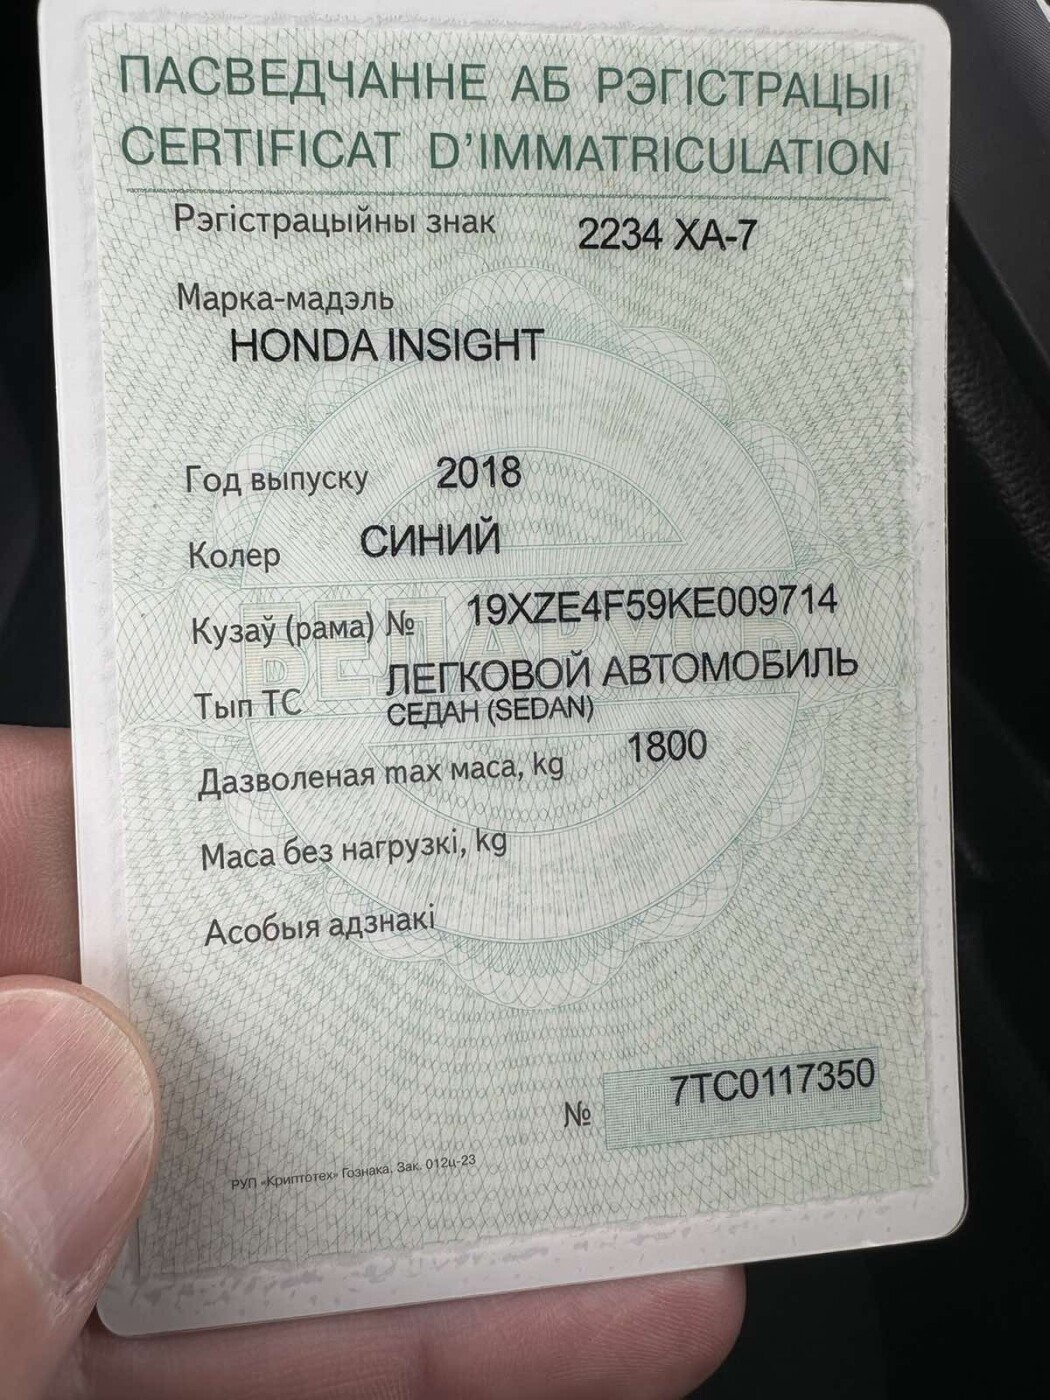 ПАСВЕДЧАННЕ АБ РЭГІСТРАЦЫІ
CERTIFICAT D'IMMATRICULATION
Рэгістрацыйны знак 2234 ХА-7
Марка-мадэль
HONDA INSIGHT
Год выпуску 2018
Колер СИНИЙ
Кузаў (рама) № 19XZE4F59KE009714
Тып ТС ЛЕГКОВОЙ АВТОМОБИЛЬ
СЕДАН (SEDAN)
Дазволеная max маса, kg 1800
Маса без нагрузкі, kg
Асобыя адзнакі
БЕЛАРУСЬ
№ 7TC0117350
РУП «Криптотех» Гознака, Зак. 012ц-23